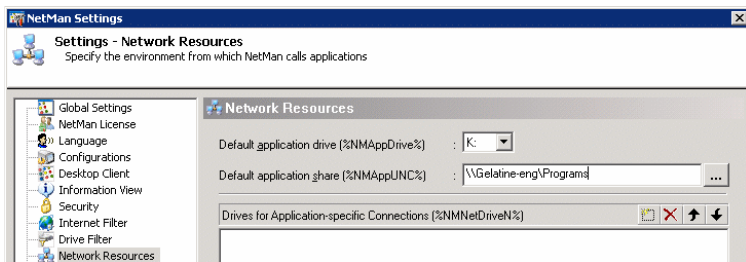 NetMan Settings
Settings - Network Resources
Specify the environment from which NetMan calls applications
Global Settings
NetMan License
Language
Configurations
Desktop Client
Information View
Security
Internet Filter
Drive Filter
Network Resources
Network Resources
Default application drive (%NMAppDrive%) : K:
Default application share (%NMAppUNC%) : \\Gelatine-eng\Programs ...
Drives for Application-specific Connections (%NMNetDriveN%)